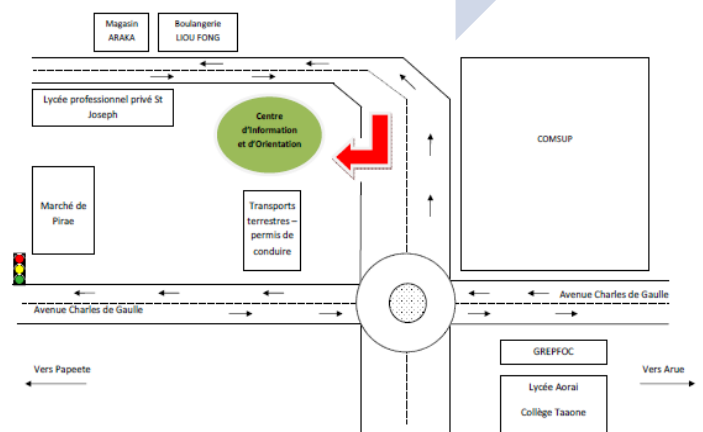 Magasin
ARAKA
Boulangerie
LIOU FONG
Lycée professionnel privé St
Joseph
Centre
d'Information
et d'Orientation
COMSUP
Marché de
Pirae
Transports
terrestres –
permis de
conduire
Avenue Charles de Gaulle
Avenue Charles de Gaulle
GREPFOC
Vers Papeete
Vers Arue
Lycée Aorai
Collège Taaone